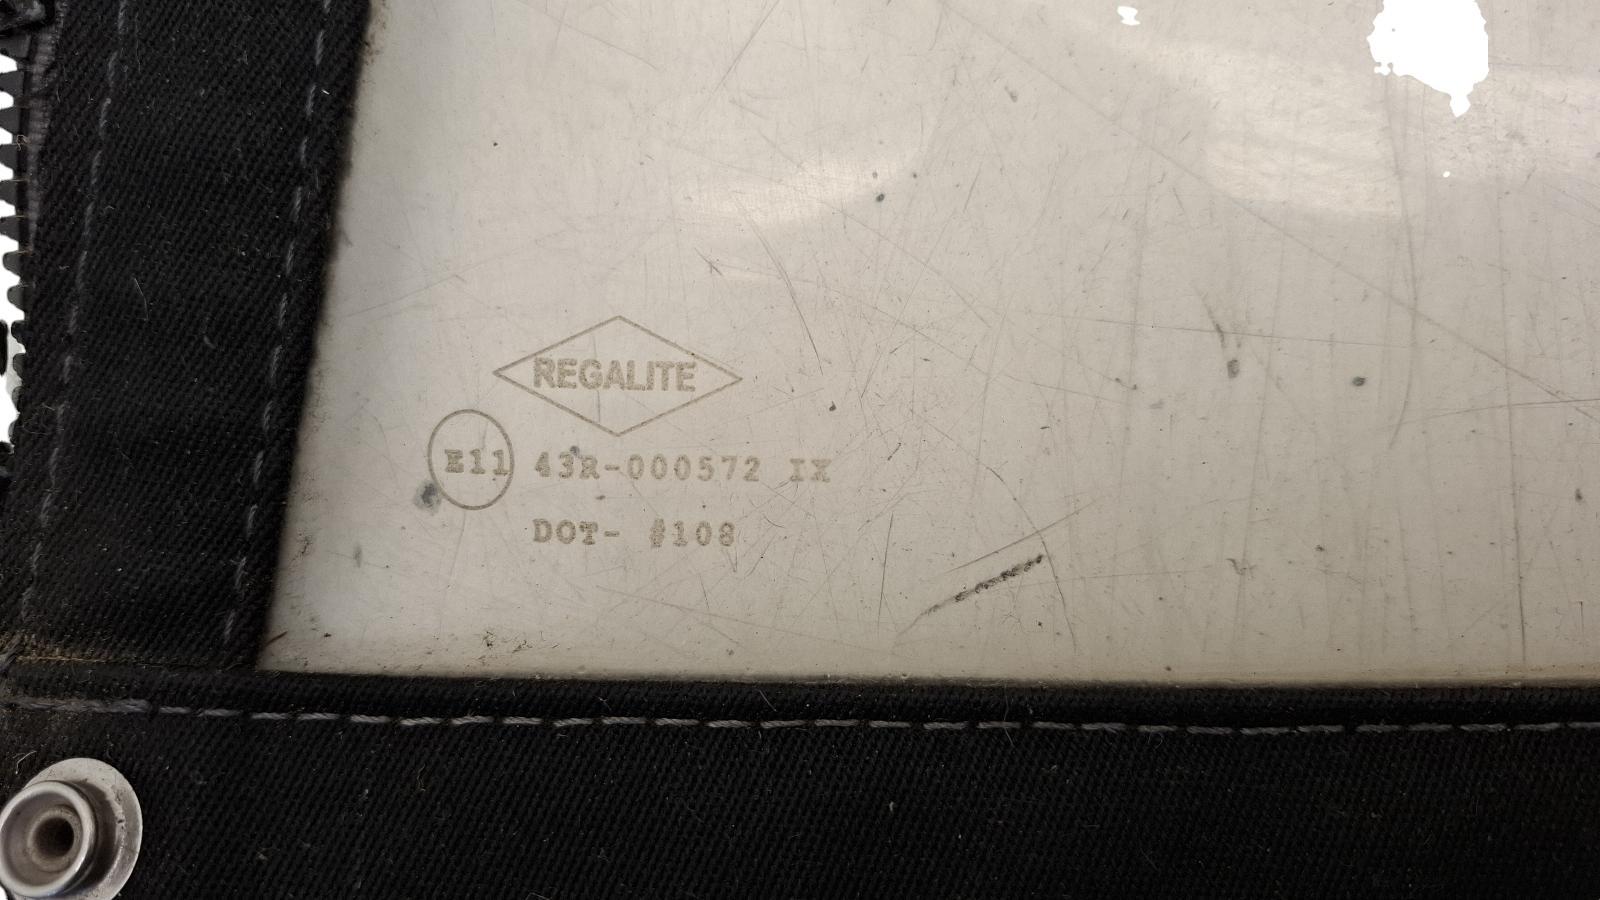 REGALITE
E11 43R-000572 IX
DOT- #108